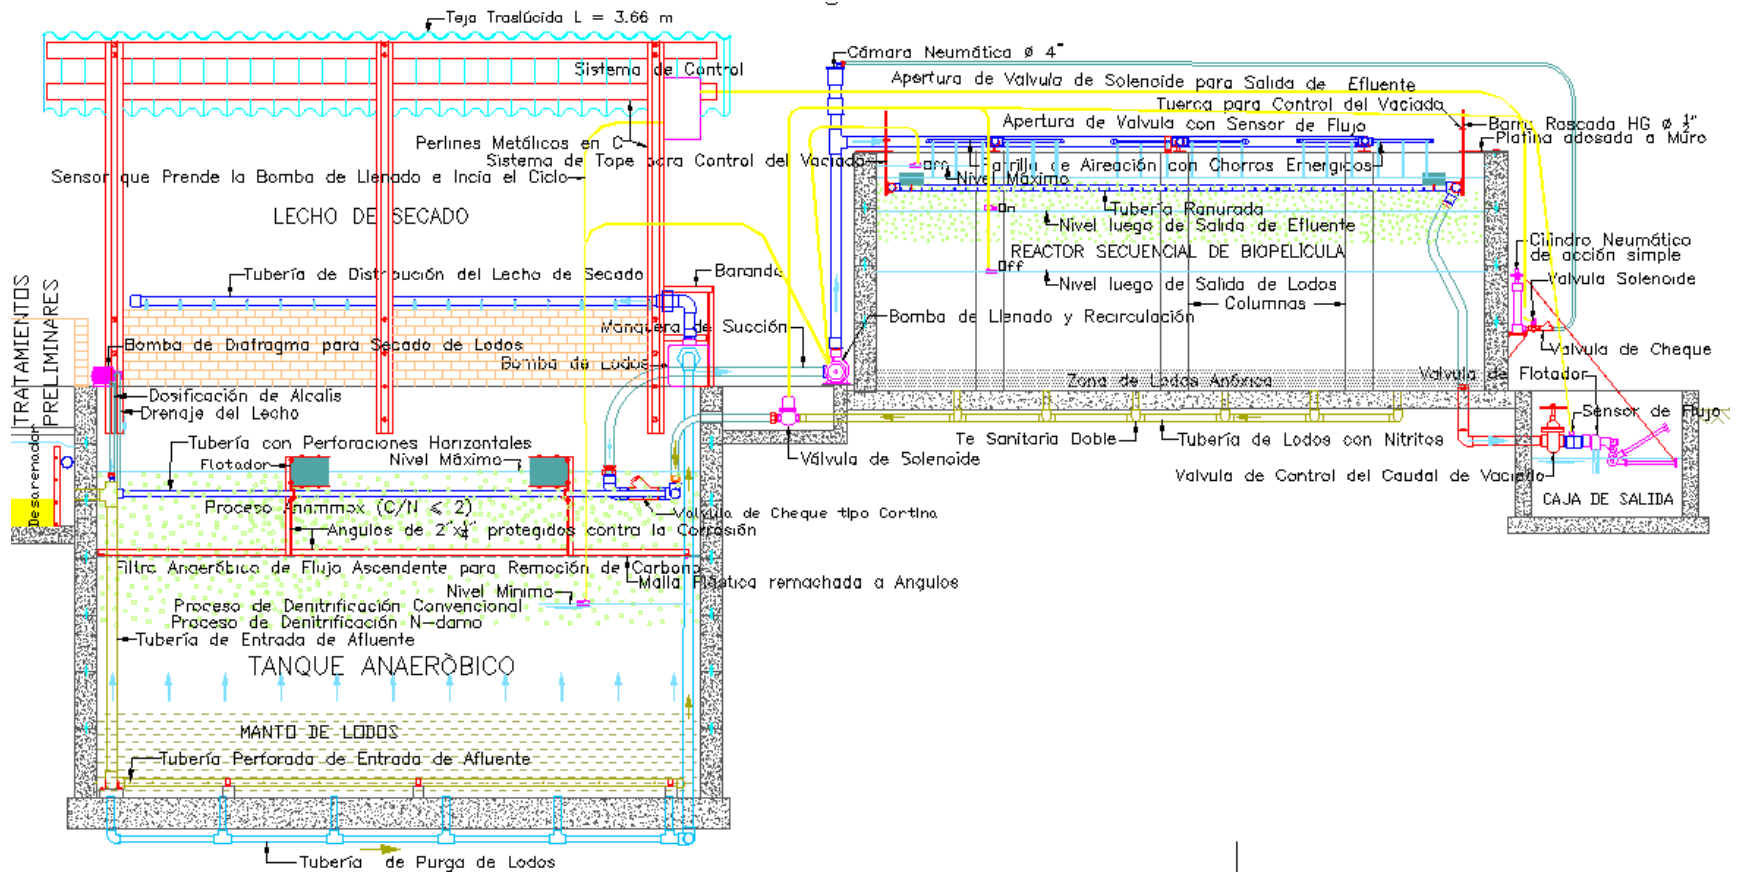 Teja Traslúcida L = 3.66 m
Cámara Neumática ø 4"
Sistema de Control
Apertura de Valvula de Solenoide para Salida de Efluente
Tuerca para Control del Vaciado
Apertura de Valvula con Sensor de Flujo
Barra Roscada HG ø ½"
Platina adosada a Muro
Perlines Metálicos en C
Sistema de Tope para Control del Vaciado
Off
Parrilla de Aireación con Chorros Emergidos
Sensor que Prende la Bomba de Llenado e Incia el Ciclo
Nivel Máximo
LECHO DE SECADO
On
Tubería Ranurada
Nivel luego de Salida de Efluente
REACTOR SECUENCIAL DE BIOPELÍCULA
Cilindro Neumático
de acción simple
Off
Tubería de Distribución del Lecho de Secado
Baranda
Nivel luego de Salida de Lodos
Valvula Solenoide
Columnas
TRATAMIENTOS
PRELIMINARES
Manguera de Succión
Bomba de Llenado y Recirculación
Bomba de Diafragma para Secado de Lodos
Bomba de Lodos
Valvula de Cheque
Zona de Lodos Anóxica
Valvula de Flotador
Dosificación de Alcalis
Drenaje del Lecho
Sensor de Flujo
Tubería con Perforaciones Horizontales
Te Sanitaria Doble
Tubería de Lodos con Nitritos
Flotador
Nivel Máximo
Válvula de Solenoide
Valvula de Control del Caudal de Vaciado
Desarenador
Proceso Anammox (C/N ≤ 2)
Valvula de Cheque tipo Cortina
CAJA DE SALIDA
Angulos de 2"x¼" protegidos contra la Corrosión
Filtro Anaeróbico de Flujo Ascendente para Remoción de Carbono
Malla Plástica remachada a Angulos
Nivel Mínimo
Proceso de Denitrificación Convencional
Proceso de Denitrificación N-damo
Tubería de Entrada de Afluente
TANQUE ANAERÒBICO
MANTO DE LODOS
Tubería Perforada de Entrada de Afluente
Tubería de Purga de Lodos